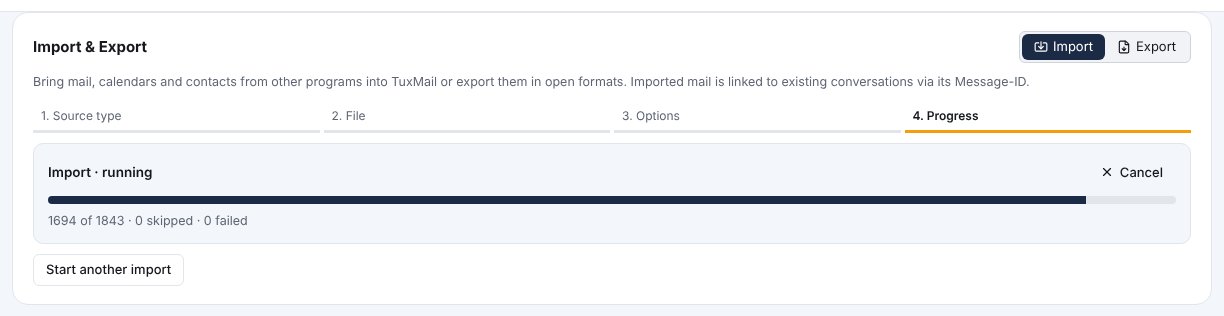 Import & Export
Import
Export
Bring mail, calendars and contacts from other programs into TuxMail or export them in open formats. Imported mail is linked to existing conversations via its Message-ID.
1. Source type
2. File
3. Options
4. Progress
Import · running
Cancel
1694 of 1843 · 0 skipped · 0 failed
Start another import